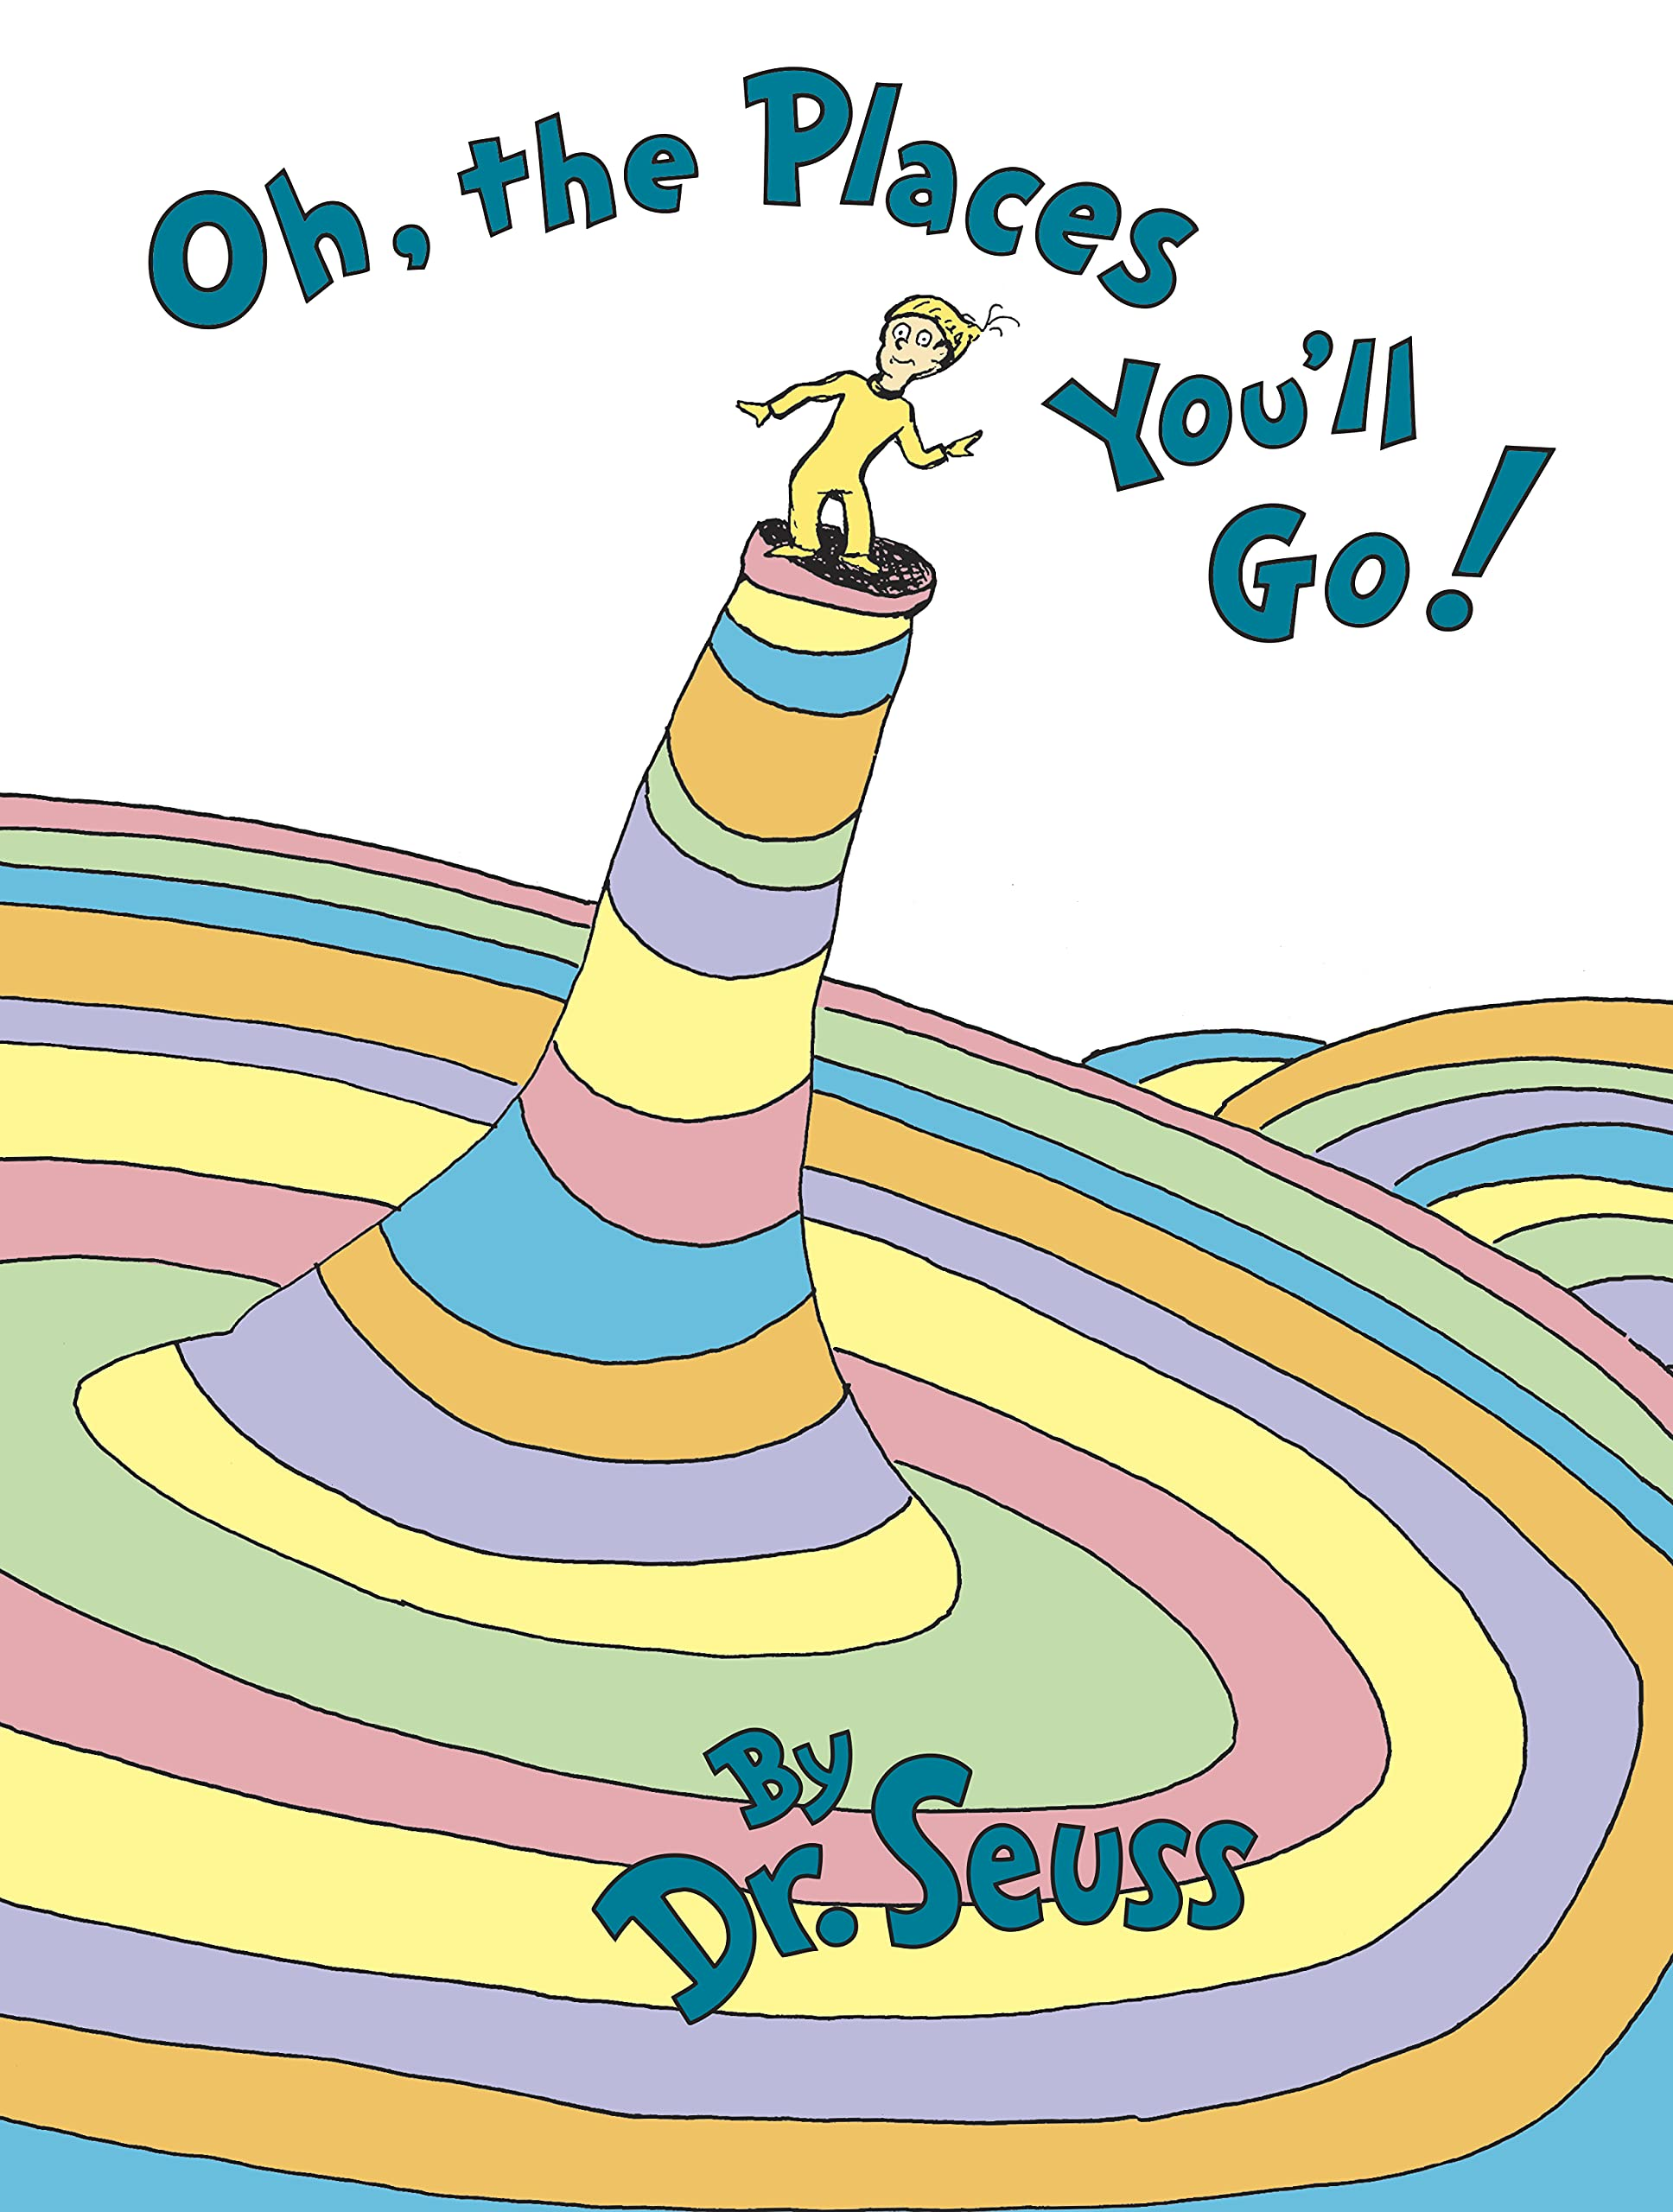 Oh, the Places
You'll
Go!
By
Dr. Seuss